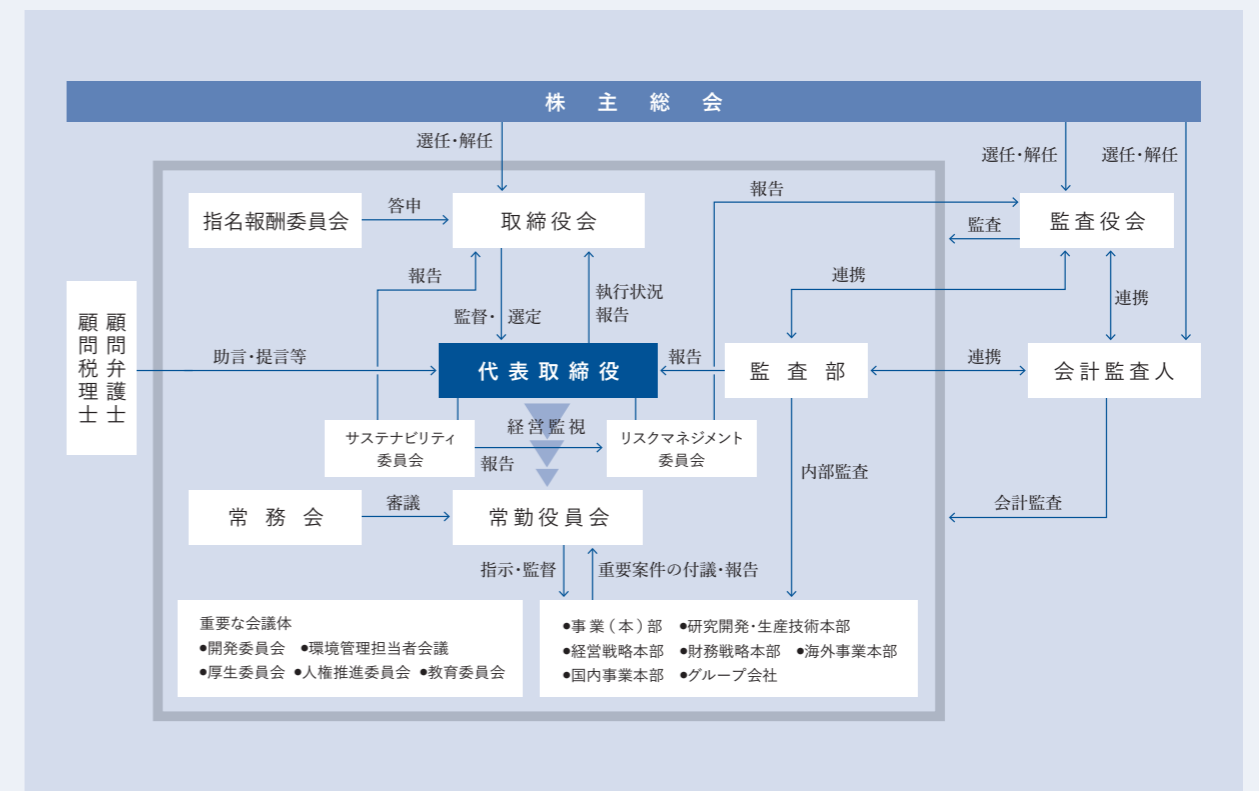 株主総会
選任・解任
選任・解任
選任・解任
指名報酬委員会
答申
取締役会
報告
監査役会
監査
報告
執行状況
報告
連携
連携
監督・選定
顧問弁護士
顧問税理士
助言・提言等
代表取締役
報告
監査部
連携
会計監査人
サステナビリティ
委員会
経営監視
報告
リスクマネジメント
委員会
内部監査
常務会
審議
常勤役員会
会計監査
指示・監督
重要案件の付議・報告
重要な会議体
●開発委員会 ●環境管理担当者会議
●厚生委員会 ●人権推進委員会 ●教育委員会
●事業(本)部 ●研究開発・生産技術本部
●経営戦略本部 ●財務戦略本部 ●海外事業本部
●国内事業本部 ●グループ会社